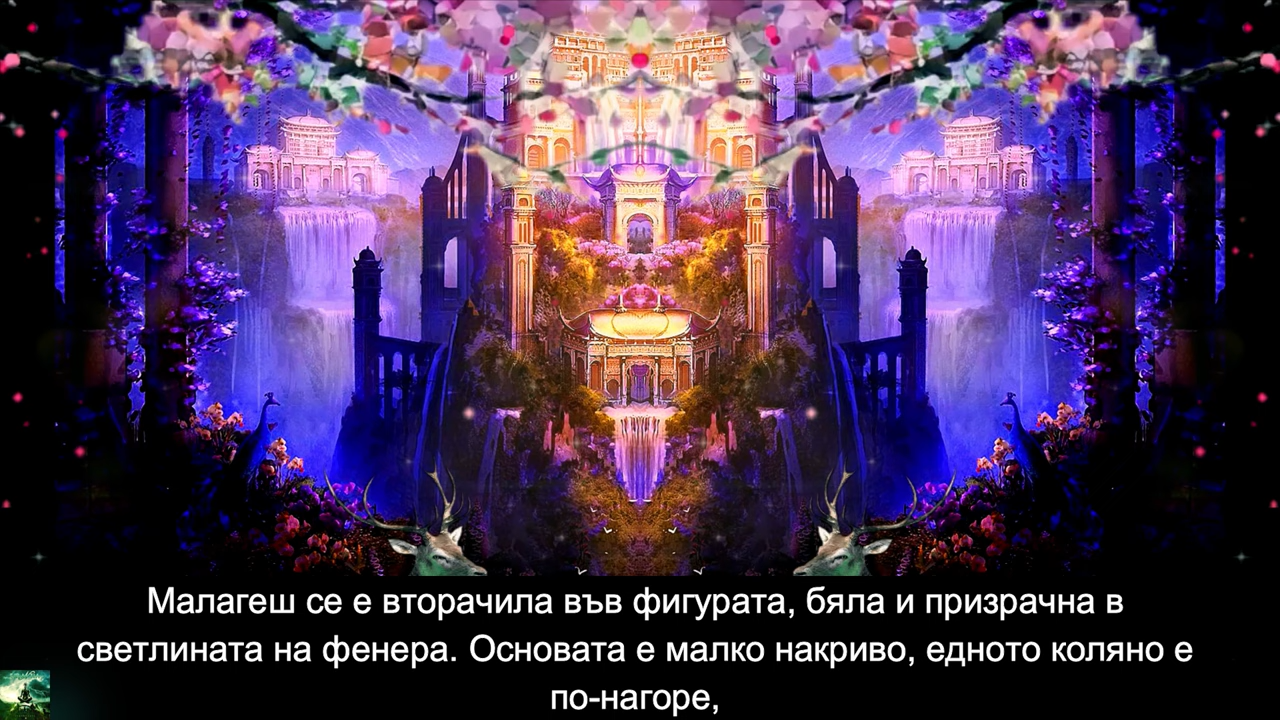 Малагеш се е вторачила във фигурата, бяла и призрачна в
светлината на фенера. Основата е малко накриво, едното коляно е
по-нагоре,